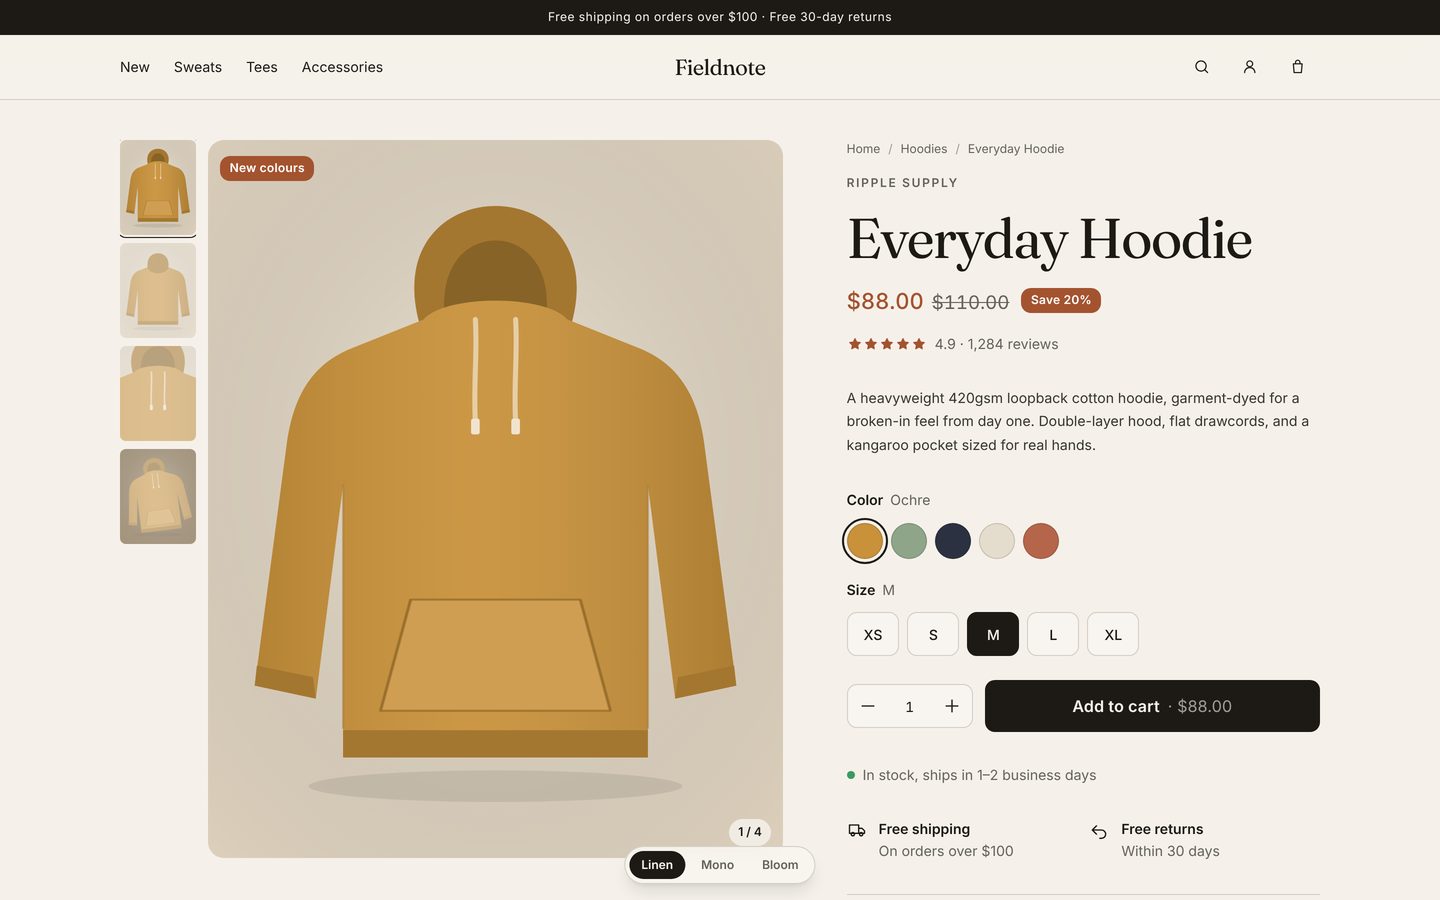 Free shipping on orders over $100 · Free 30-day returns
New
Sweats
Tees
Accessories
Fieldnote
New colours
1 / 4
Home / Hoodies / Everyday Hoodie
RIPPLE SUPPLY
Everyday Hoodie
$88.00 $110.00 Save 20%
4.9 · 1,284 reviews
A heavyweight 420gsm loopback cotton hoodie, garment-dyed for a
broken-in feel from day one. Double-layer hood, flat drawcords, and a
kangaroo pocket sized for real hands.
Color Ochre
Size M
XS
S
M
L
XL
1
Add to cart · $88.00
In stock, ships in 1–2 business days
Free shipping
On orders over $100
Free returns
Within 30 days
Linen
Mono
Bloom